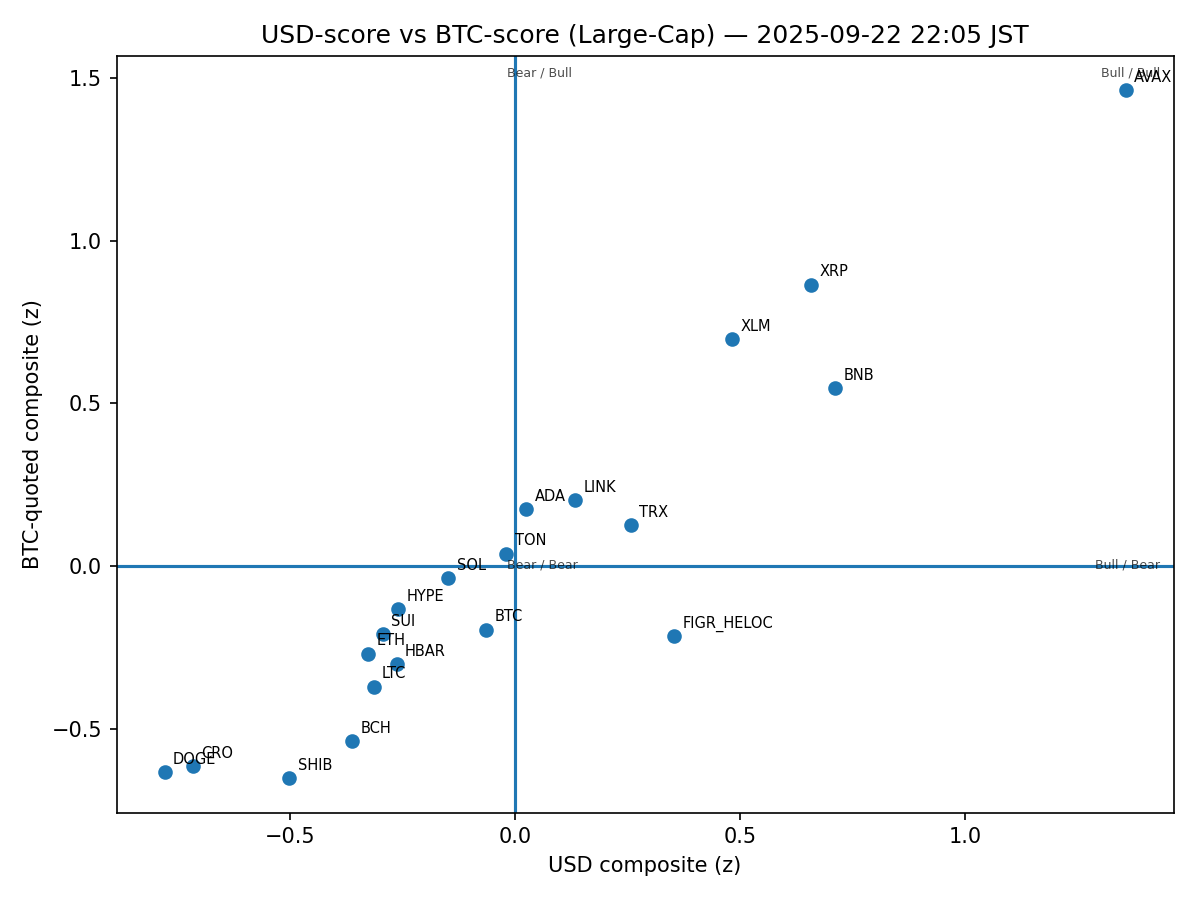 USD-score vs BTC-score (Large-Cap) — 2025-09-22 22:05 JST
Bear / Bull
Bull / Bull
AVAX
1.5
1.0
XRP
XLM
BNB
0.5
LINK
ADA
TRX
TON
SOL
Bear / Bear
Bull / Bear
0.0
HYPE
SUI
BTC
FIGR_HELOC
ETH
HBAR
LTC
BCH
−0.5
CRO
DOGE
SHIB
BTC-quoted composite (z)
−0.5
0.0
0.5
1.0
USD composite (z)